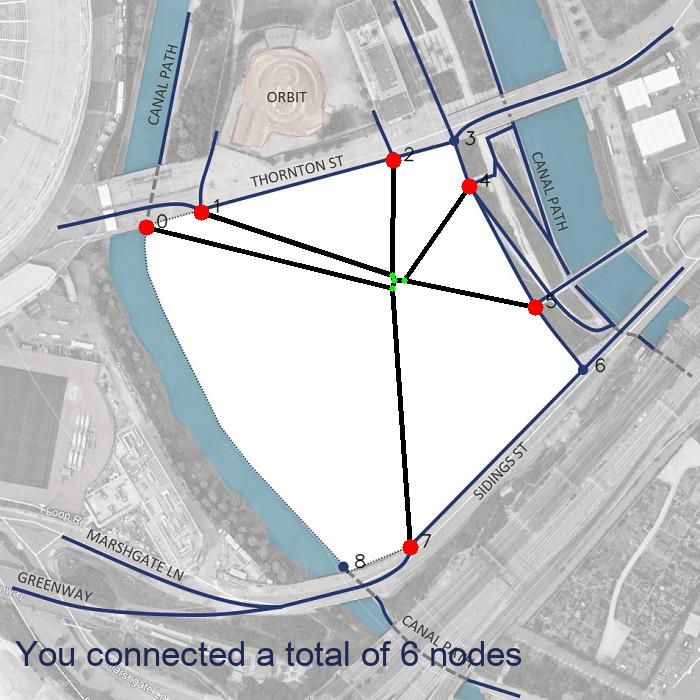 CANAL PATH
ORBIT
3
THORNTON ST
2
4
CANAL PATH
1
0
5
6
SIDINGS ST
7
8
MARSHGATE LN
GREENWAY
CANAL PATH
You connected a total of 6 nodes